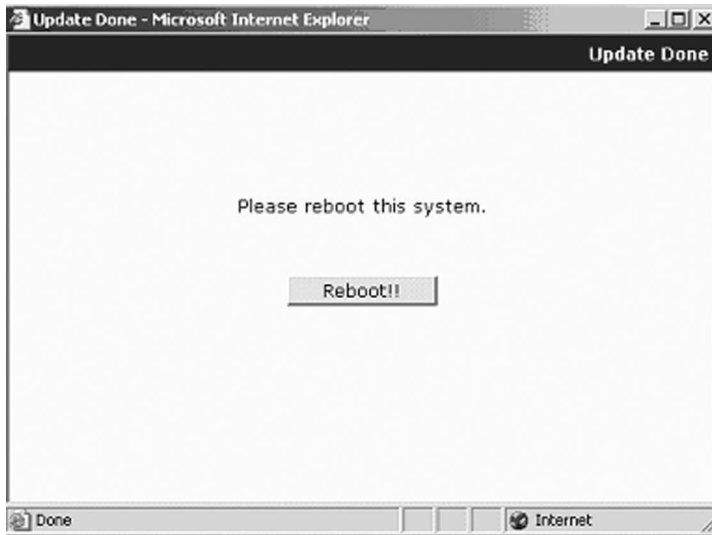 Update Done - Microsoft Internet Explorer
Update Done
Please reboot this system.
Reboot!!
Done
Internet